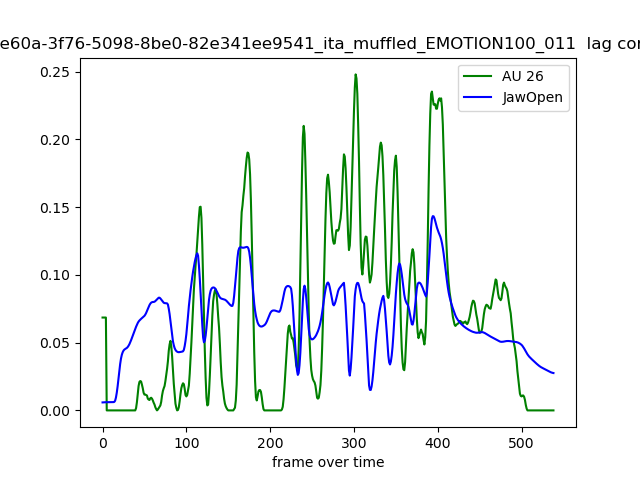 e60a-3f76-5098-8be0-82e341ee9541_ita_muffled_EMOTION100_011 lag
AU 26
JawOpen
0.25
0.20
0.15
0.10
0.05
0.00
0 100 200 300 400 500
frame over time